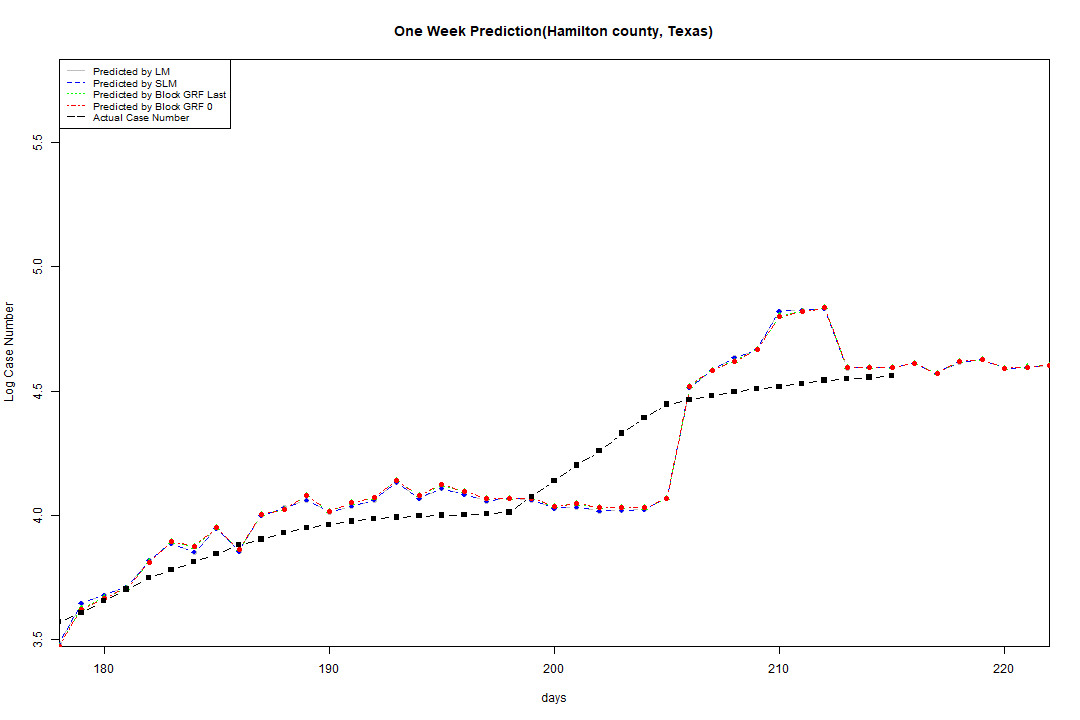 One Week Prediction(Hamilton county, Texas)
Predicted by LM
Predicted by SLM
Predicted by Block GRF Last
Predicted by Block GRF 0
Actual Case Number
5.5
5.0
4.5
4.0
3.5
Log Case Number
180 190 200 210 220
days